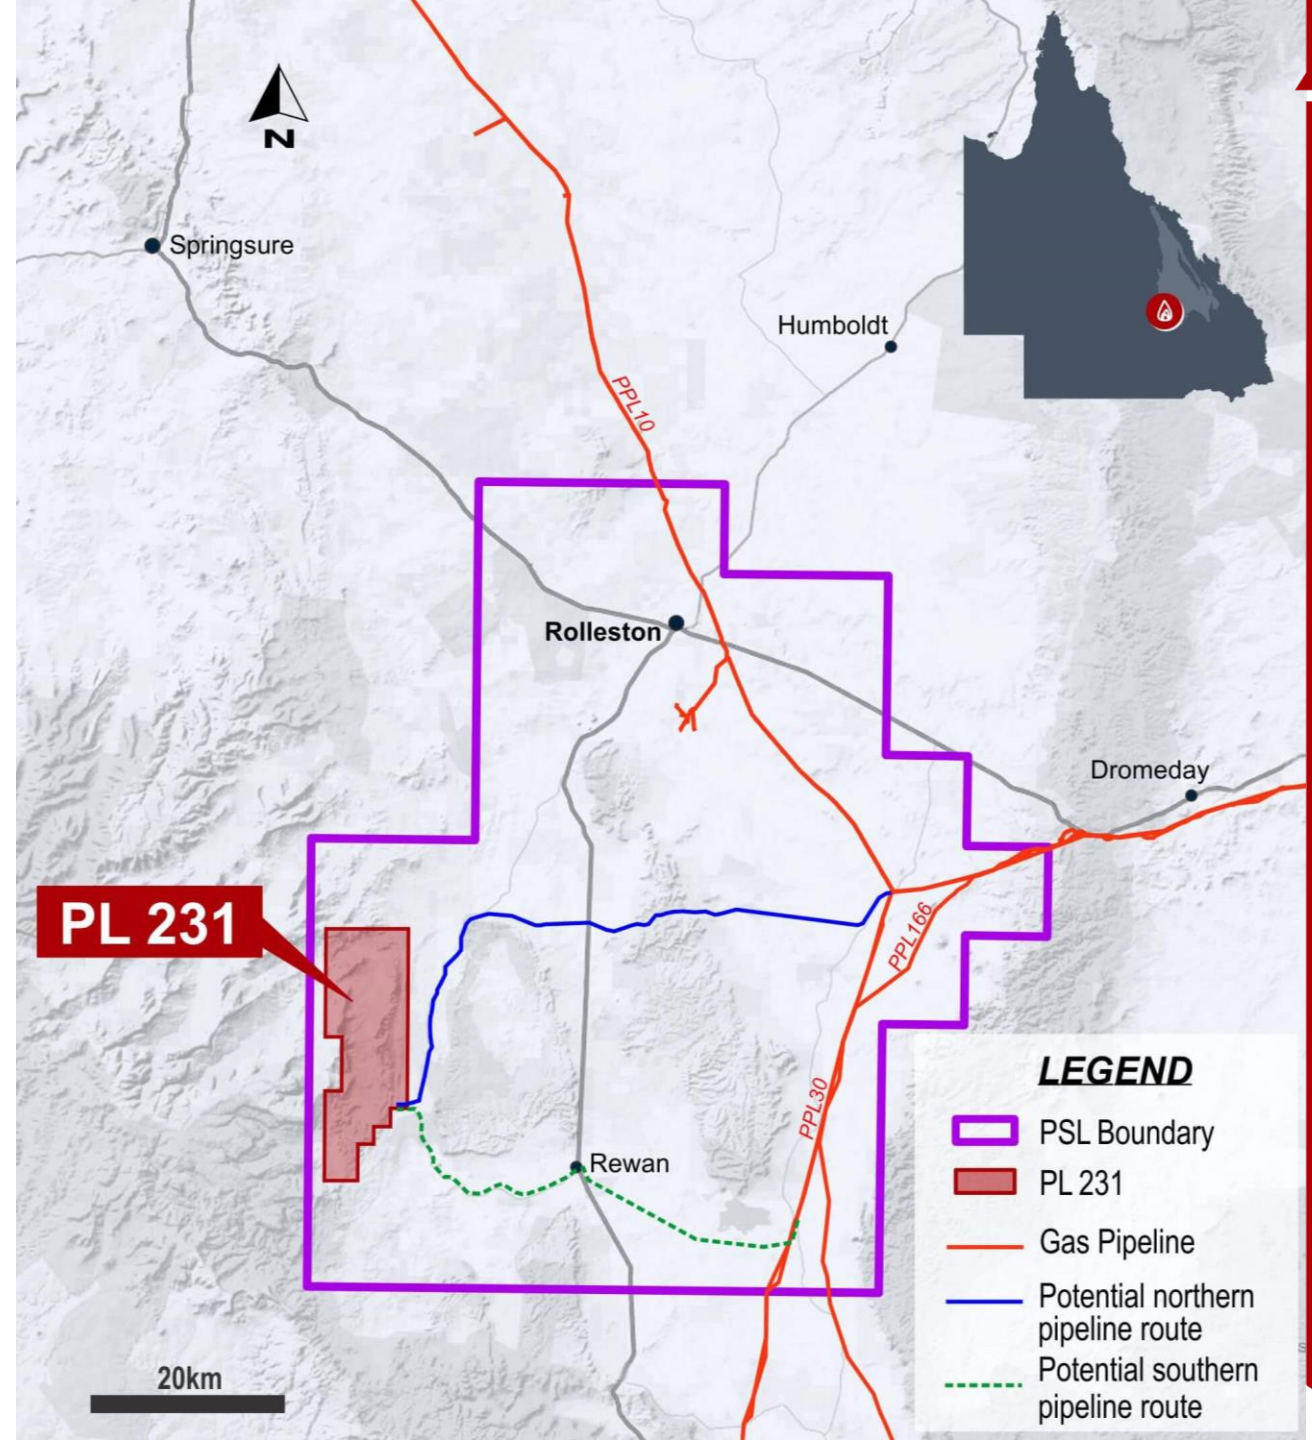 N
Springsure
Humboldt
PPL10
Rolleston
Dromeday
PL 231
PPL166
PPL30
Rewan
20km
LEGEND
PSL Boundary
PL 231
Gas Pipeline
Potential northern
pipeline route
Potential southern
pipeline route